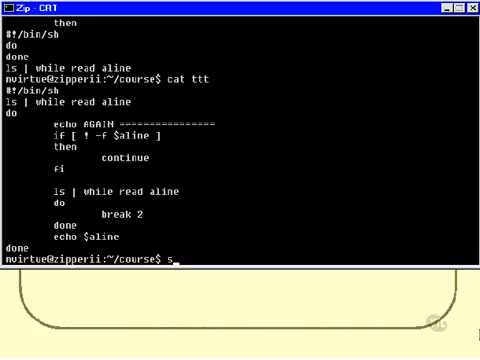 Zip - CAT
then
#!/bin/sh
do
done
ls | while read aline
nvirtue@zipperii:~/course$ cat ttt
#!/bin/sh
ls | while read aline
do
echo AGAIN ================
if [ ! -f $aline ]
then
continue
fi
ls | while read aline
do
break 2
done
echo $aline
done
nvirtue@zipperii:~/course$ s_